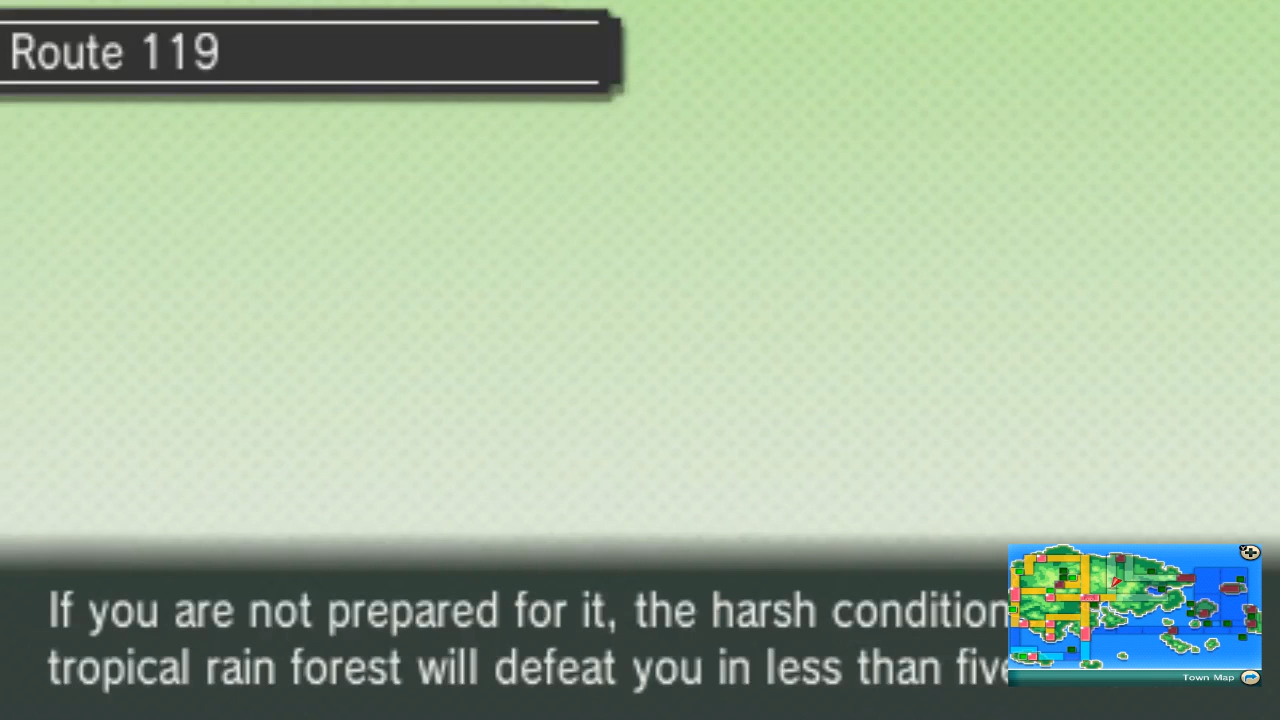 Route 119
If you are not prepared for it, the harsh condition
tropical rain forest will defeat you in less than five
Town Map